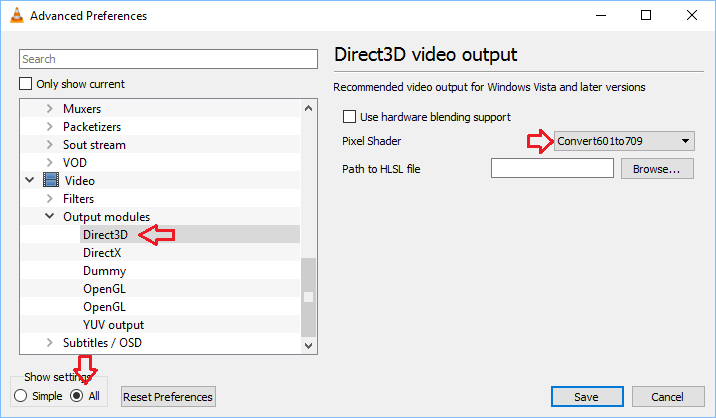 Advanced Preferences
Search
Only show current
Muxers
Packetizers
Sout stream
VOD
Video
Filters
Output modules
Direct3D
DirectX
Dummy
OpenGL
OpenGL
YUV output
Subtitles / OSD
Show settings
Simple
All
Reset Preferences
Direct3D video output
Recommended video output for Windows Vista and later versions
Use hardware blending support
Pixel Shader
Convert601to709
Path to HLSL file
Browse...
Save
Cancel